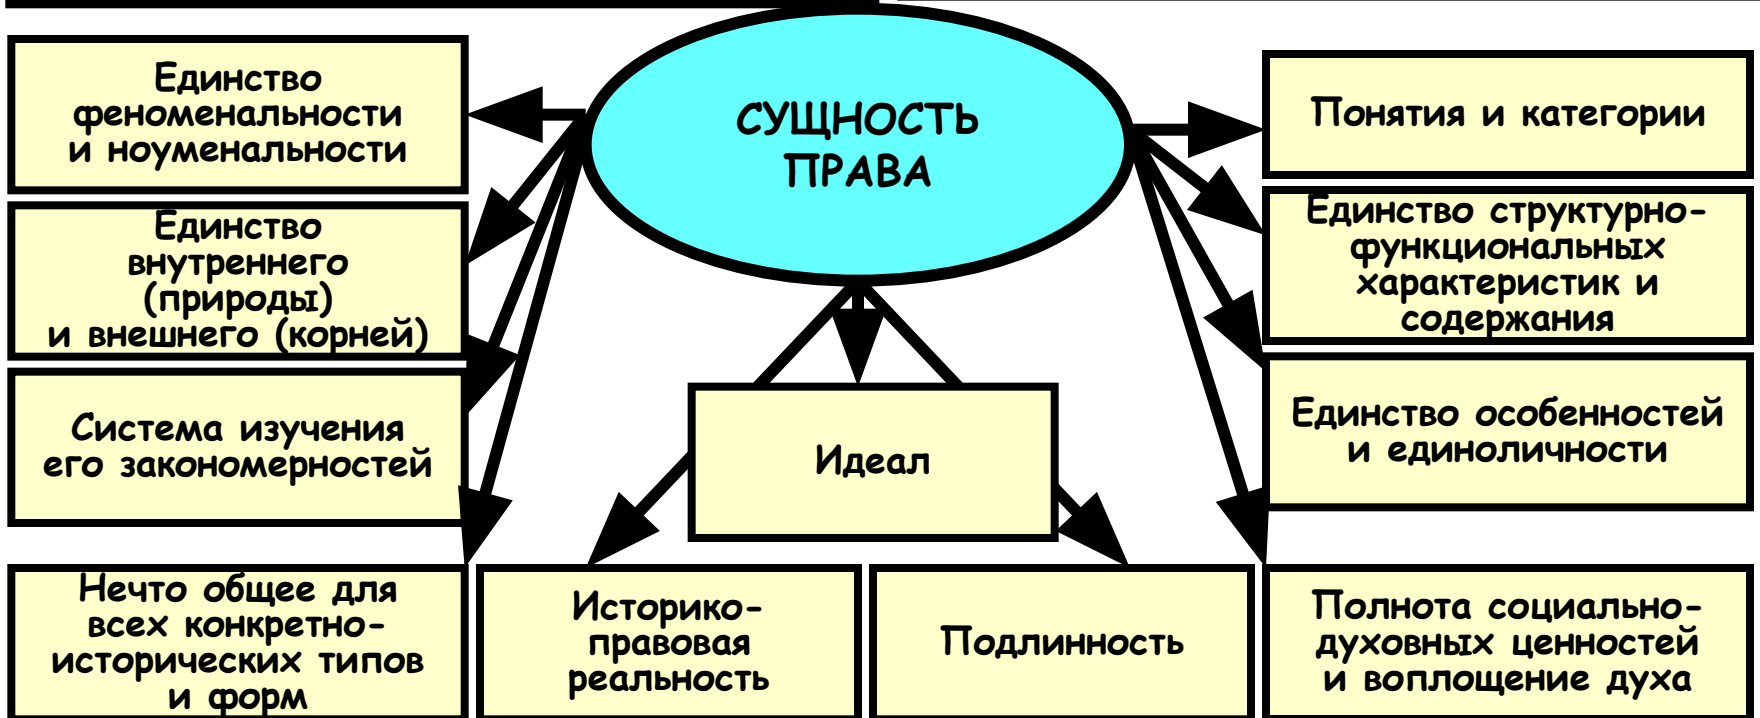 СУЩНОСТЬ
ПРАВА
Единство
феноменальности
и ноуменальности
Единство
внутреннего
(природы)
и внешнего (корней)
Система изучения
его закономерностей
Нечто общее для
всех конкретно-
исторических типов
и форм
Историко-
правовая
реальность
Идеал
Подлинность
Понятия и категории
Единство структурно-
функциональных
характеристик и
содержания
Единство особенностей
и единоличности
Полнота социально-
духовных ценностей
и воплощение духа